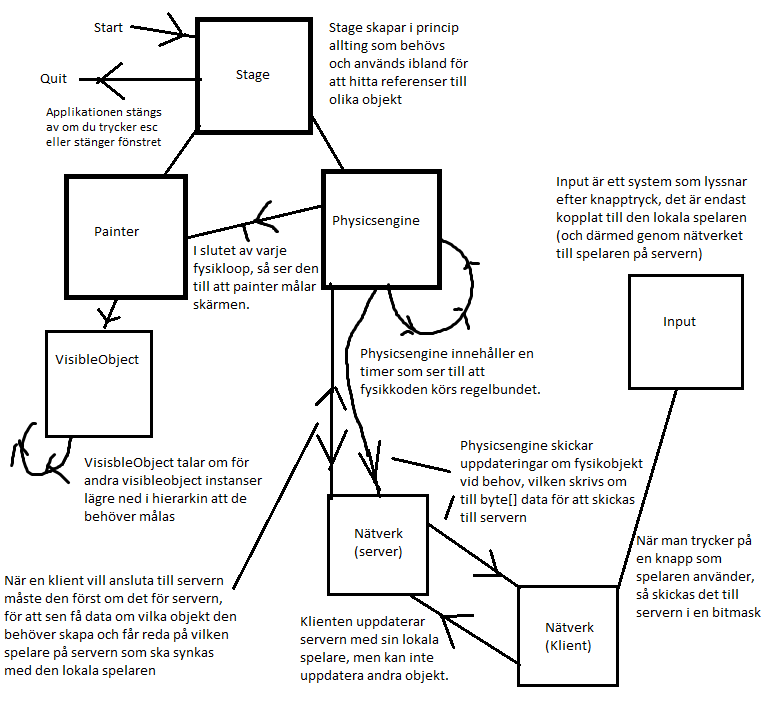 Start
Stage
Stage skapar i princip
allting som behövs
och används ibland för
att hitta referenser till
olika objekt
Quit
Applikationen stängs
av om du trycker esc
eller stänger fönstret
Painter
Physicsengine
Input är ett system som lyssnar
efter knapptryck, det är endast
kopplat till den lokala spelaren
(och därmed genom nätverket
till spelaren på servern)
I slutet av varje
fysikloop, så ser den
till att painter målar
skärmen.
Input
VisibleObject
Physicsengine innehåller en
timer som ser till att
fysikkoden körs regelbundet.
VisisbleObject talar om för
andra visibleobject instanser
lägre ned i hierarkin att de
behöver målas
Physicsengine skickar
uppdateringar om fysikobjekt
vid behov, vilken skrivs om
till byte[] data för att skickas
till servern
Nätverk
(server)
När man trycker på
en knapp som
spelaren använder,
så skickas det till
servern i en bitmask
När en klient vill ansluta till servern
måste den först om det för servern,
för att sen få data om vilka objekt den
behöver skapa och får reda på vilken
spelare på servern som ska synkas
med den lokala spelaren
Klienten uppdaterar
servern med sin lokala
spelare, men kan inte
uppdatera andra objekt.
Nätverk
(Klient)